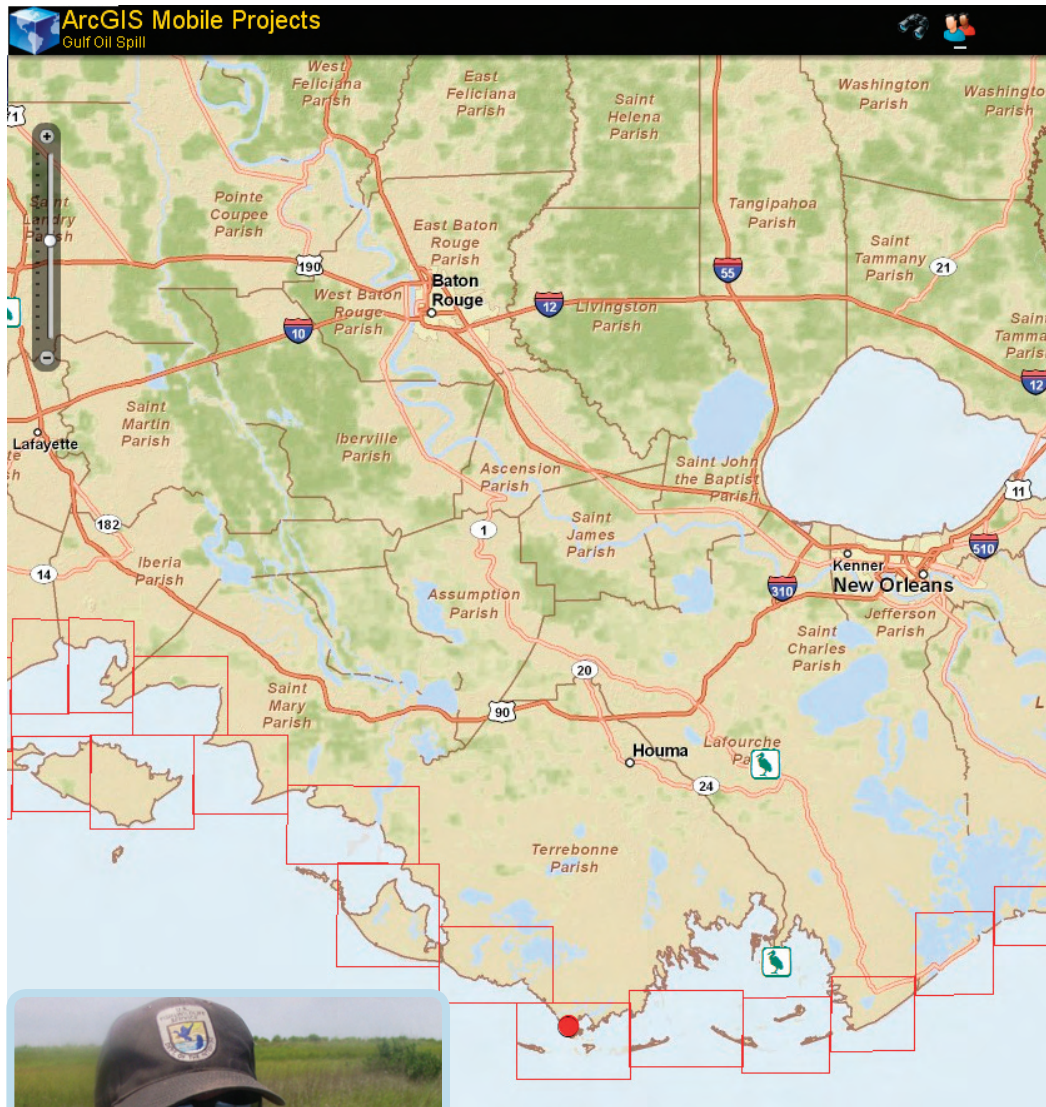 ArcGIS Mobile Projects
Gulf Oil Spill
West
Feliciana
Parish
East
Feliciana
Parish
Saint
Helena
Parish
Washington
Parish
Parish
71
Saint
Landry
Parish
Pointe
Coupee
Parish
East Baton
Rouge
Parish
Tangipahoa
Parish
Saint
Tammany
Parish
21
190
55
Baton
Rouge
West Baton
Rouge
Parish
12
Livingston
Parish
10
Saint
Parish
12
Saint
Martin
Parish
Lafayette
Iberville
Parish
Ascension
Parish
Saint John
the Baptist
Parish
11
182
1
Saint
James
Parish
510
Kenner
New Orleans
14
Iberia
Parish
310
Assumption
Parish
Jefferson
Parish
Saint
Charles
Parish
20
Saint
Mary
Parish
90
Houma
Lafourche
24
Terrebonne
Parish